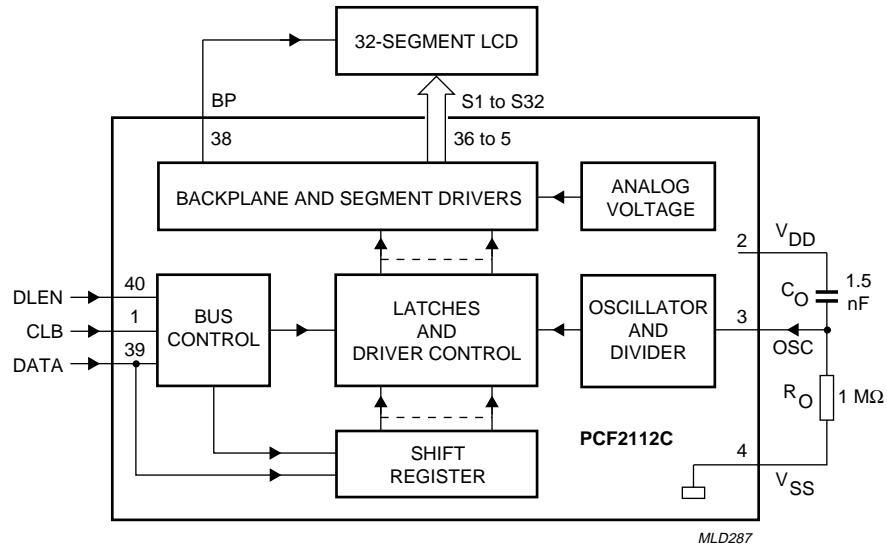 32-SEGMENT LCD
BP
S1 to S32
38
36 to 5
BACKPLANE AND SEGMENT DRIVERS
ANALOG
VOLTAGE
2
VDD
CO
1.5
nF
DLEN
40
CLB
1
DATA
39
BUS
CONTROL
LATCHES
AND
DRIVER CONTROL
OSCILLATOR
AND
DIVIDER
3
OSC
RO
1 MΩ
SHIFT
REGISTER
PCF2112C
4
VSS
MLD287